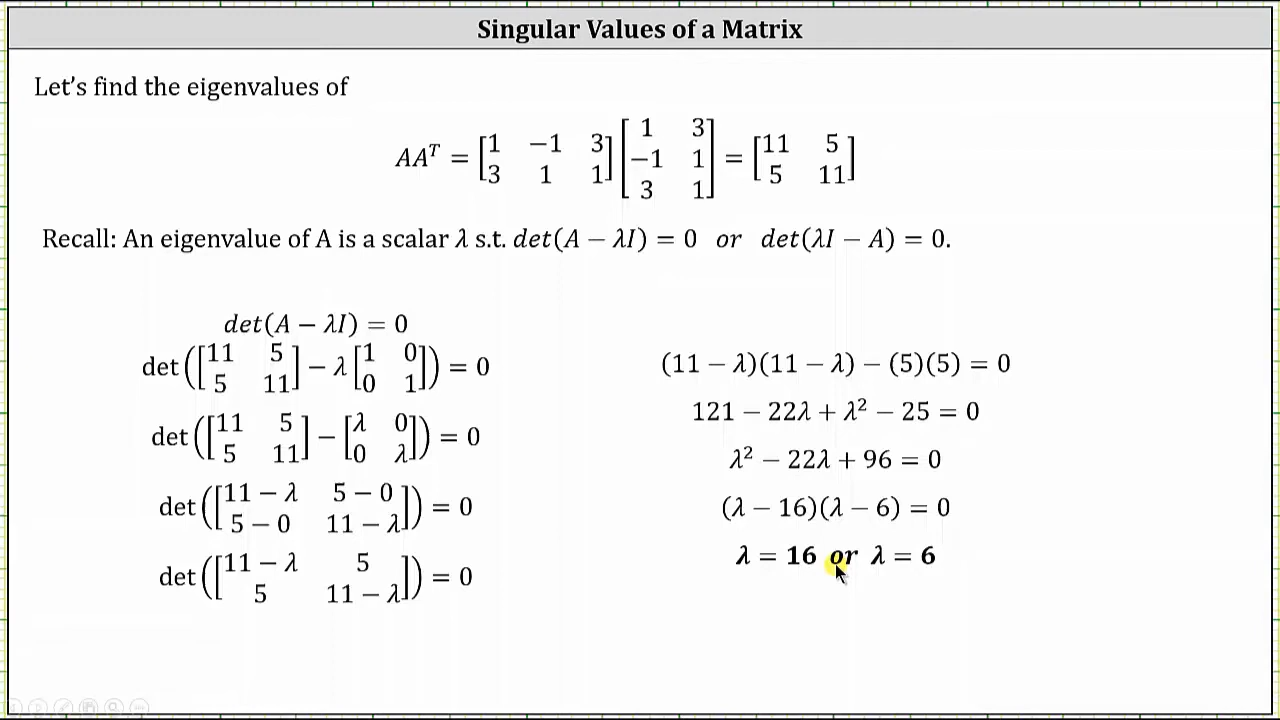 Singular Values of a Matrix
Let's find the eigenvalues of
AAᵀ = [1 −1 3; 3 1 1] [1 3; −1 1; 3 1] = [11 5; 5 11]
Recall: An eigenvalue of A is a scalar λ s.t. det(A − λI) = 0 or det(λI − A) = 0.
det(A − λI) = 0
det([11 5; 5 11] − λ[1 0; 0 1]) = 0
det([11 5; 5 11] − [λ 0; 0 λ]) = 0
det([11 − λ 5 − 0; 5 − 0 11 − λ]) = 0
det([11 − λ 5; 5 11 − λ]) = 0
(11 − λ)(11 − λ) − (5)(5) = 0
121 − 22λ + λ² − 25 = 0
λ² − 22λ + 96 = 0
(λ − 16)(λ − 6) = 0
λ = 16 or λ = 6